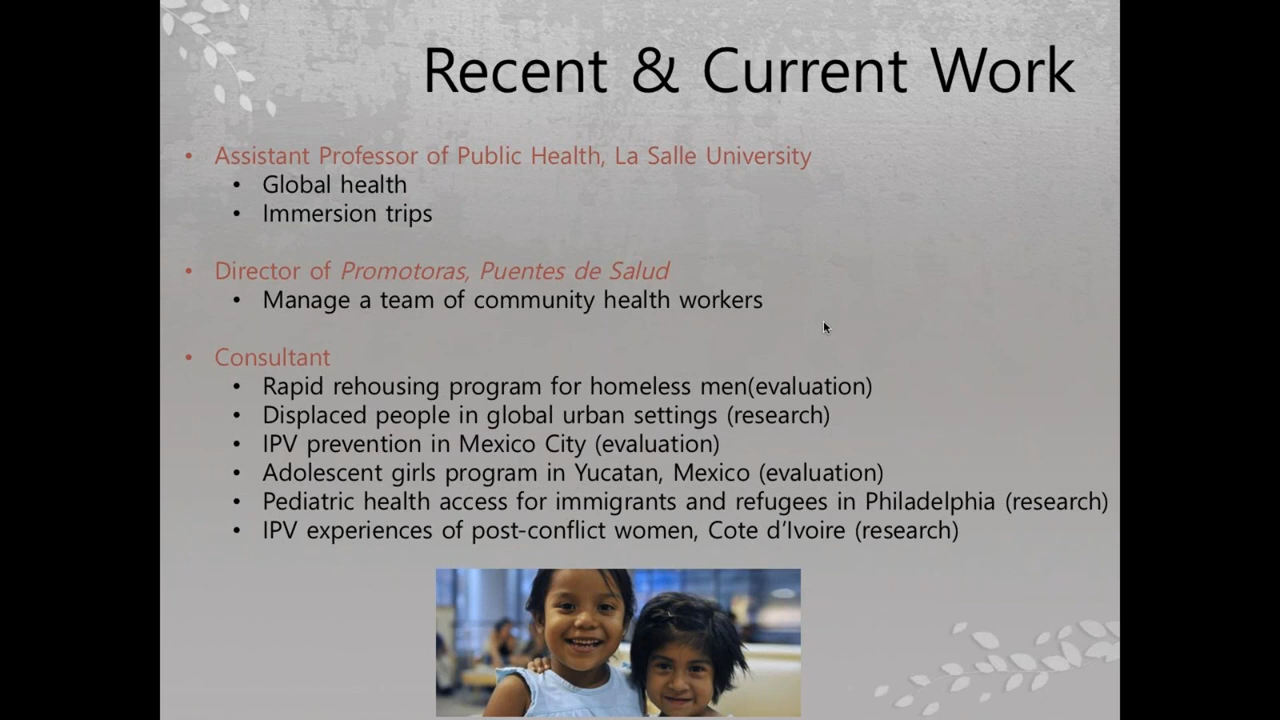 Recent & Current Work
• Assistant Professor of Public Health, La Salle University
• Global health
• Immersion trips
• Director of Promotoras, Puentes de Salud
• Manage a team of community health workers
• Consultant
• Rapid rehousing program for homeless men(evaluation)
• Displaced people in global urban settings (research)
• IPV prevention in Mexico City (evaluation)
• Adolescent girls program in Yucatan, Mexico (evaluation)
• Pediatric health access for immigrants and refugees in Philadelphia (research)
• IPV experiences of post-conflict women, Cote d’Ivoire (research)